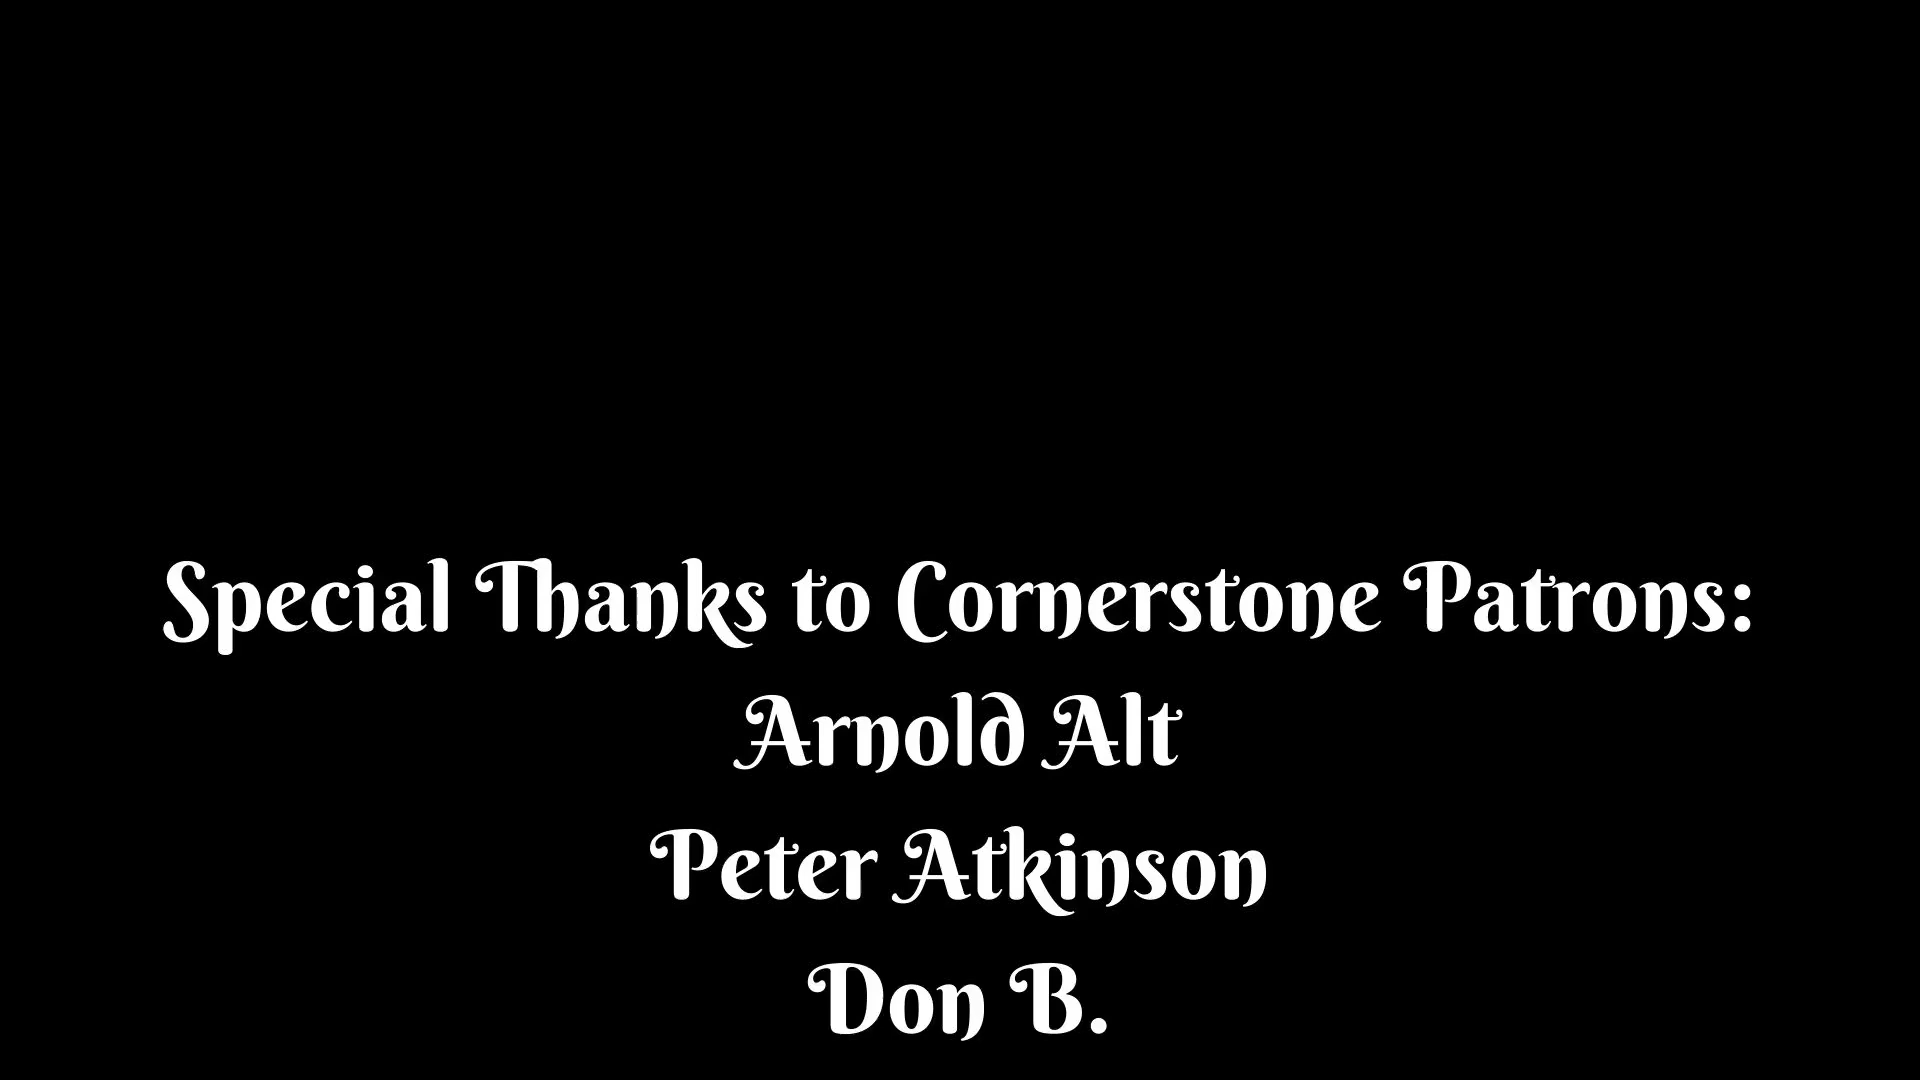 Special Thanks to Cornerstone Patrons:
Arnold Alt
Peter Atkinson
Don B.